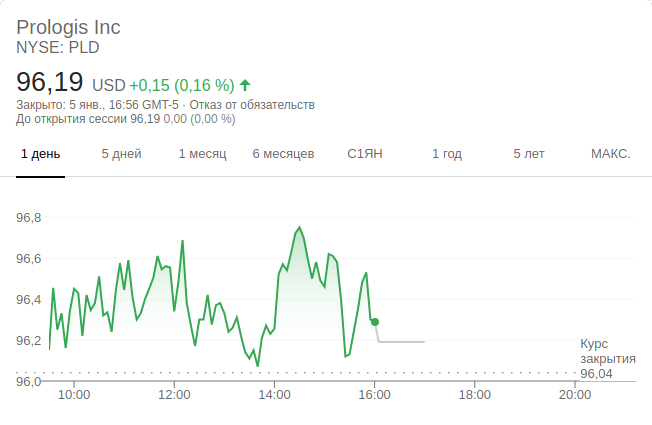 Prologis Inc
NYSE: PLD
96,19 USD +0,15 (0,16 %)
Закрыто: 5 янв., 16:56 GMT-5 · Отказ от обязательств
До открытия сессии 96,19 0,00 (0,00 %)
1 день 5 дней 1 месяц 6 месяцев С1ЯН 1 год 5 лет МАКС.
96,8
96,6
96,4
96,2
96,0
Курс
закрытия
96,04
10:00 12:00 14:00 16:00 18:00 20:00